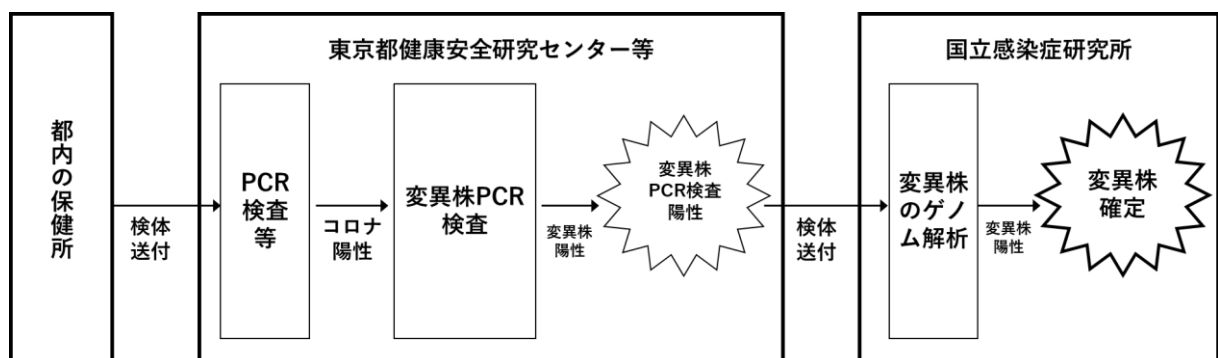 都内の保健所
検体
送付
東京都健康安全研究センター等
PCR
検査
等
コロナ
陽性
変異株PCR
検査
変異株
陽性
変異株
PCR検査
陽性
検体
送付
国立感染症研究所
変異株
のゲノ
ム解析
変異株
陽性
変異株
確定